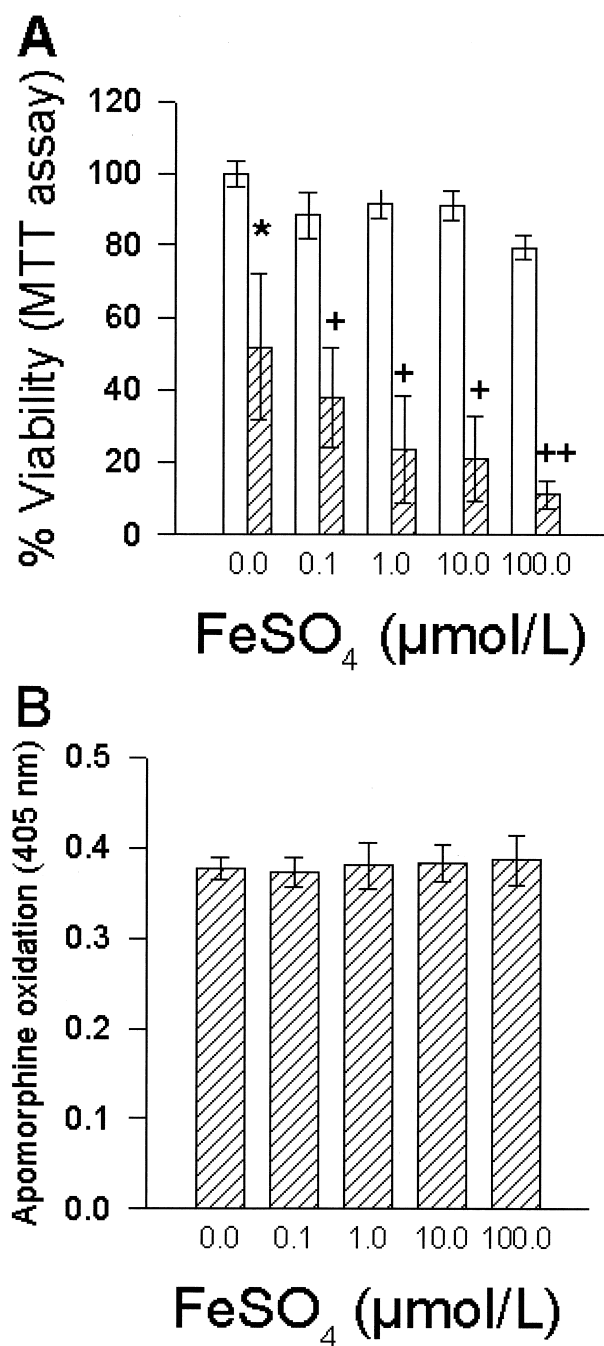 A
% Viability (MTT assay)
120
100
80
60
40
20
0
*
+
+
+
++
0.0 0.1 1.0 10.0 100.0
FeSO4 (µmol/L)
B
Apomorphine oxidation (405 nm)
0.5
0.4
0.3
0.2
0.1
0.0
0.0 0.1 1.0 10.0 100.0
FeSO4 (µmol/L)